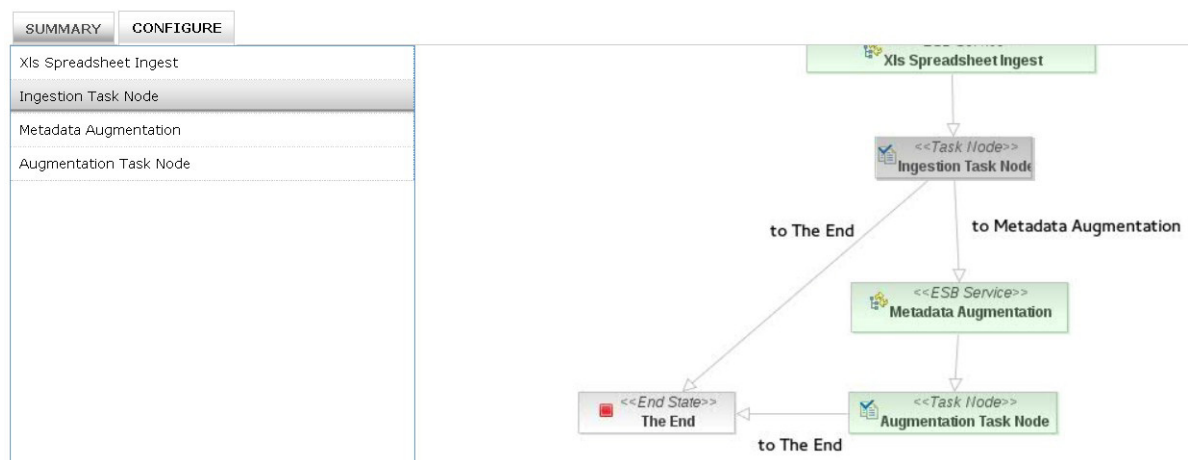 SUMMARY
CONFIGURE
Xls Spreadsheet Ingest
Ingestion Task Node
Metadata Augmentation
Augmentation Task Node
Xls Spreadsheet Ingest
<<Task Node>>
Ingestion Task Node
to The End
to Metadata Augmentation
<<ESB Service>>
Metadata Augmentation
<<End State>>
The End
<<Task Node>>
Augmentation Task Node
to The End